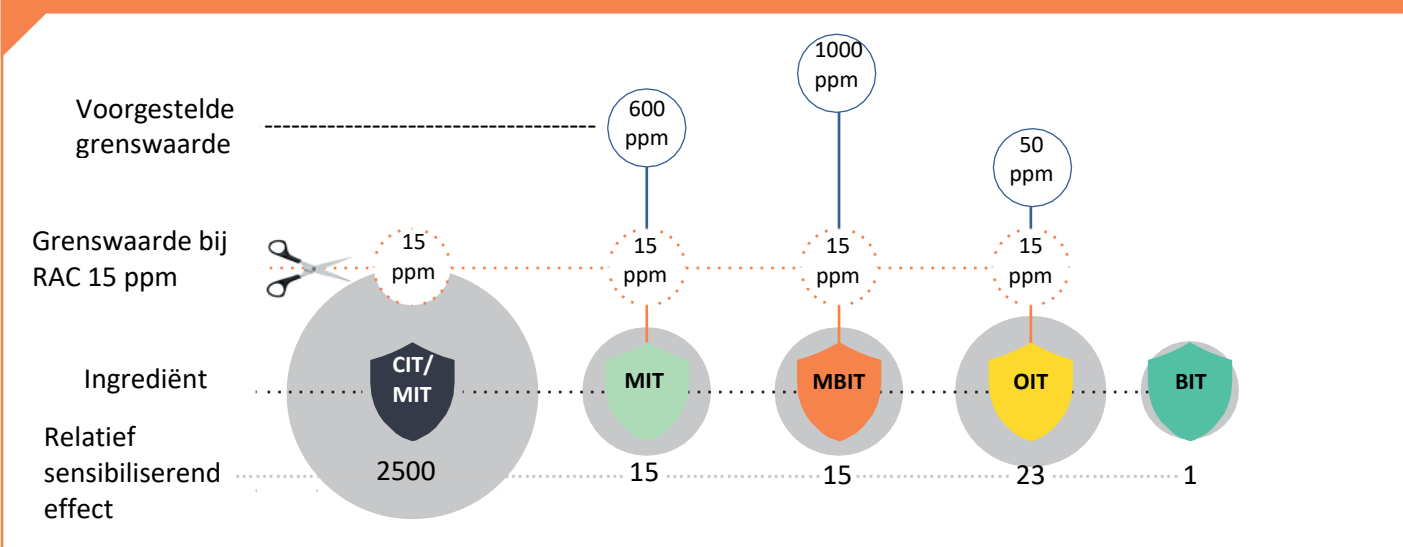 Voorgestelde
grenswaarde
600
ppm
1000
ppm
50
ppm
Grenswaarde bij
RAC 15 ppm
15
ppm
15
ppm
15
ppm
15
ppm
Ingrediënt
CIT/
MIT
MIT
MBIT
OIT
BIT
Relatief
sensibiliserend
effect
2500
15
15
23
1